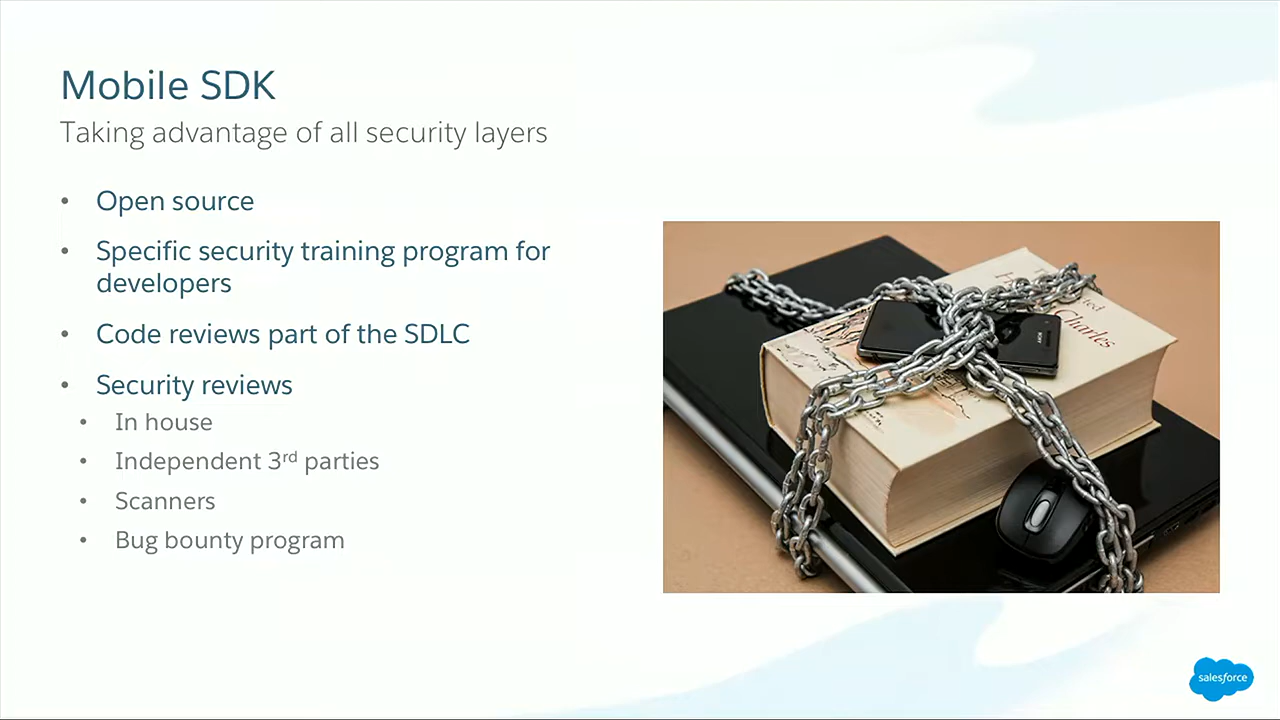 Mobile SDK
Taking advantage of all security layers
• Open source
• Specific security training program for
developers
• Code reviews part of the SDLC
• Security reviews
• In house
• Independent 3rd parties
• Scanners
• Bug bounty program
Charles
salesforce